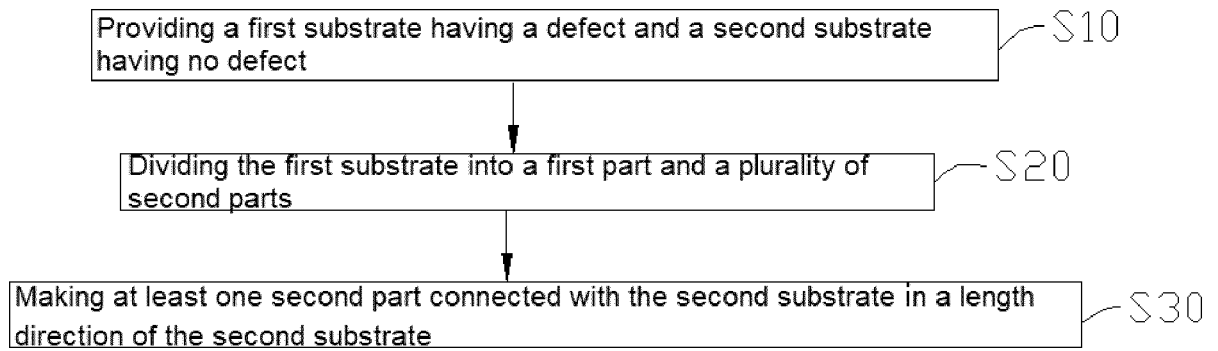 Providing a first substrate having a defect and a second substrate
having no defect
S10
Dividing the first substrate into a first part and a plurality of
second parts
S20
Making at least one second part connected with the second substrate in a length
direction of the second substrate
S30